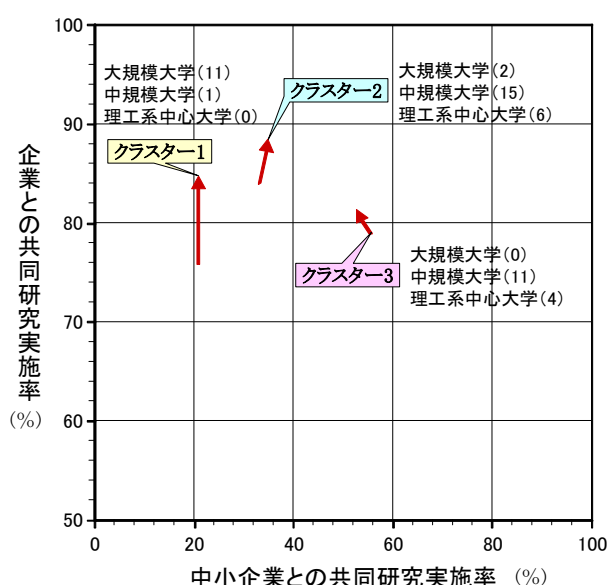 100
90
80
70
60
50
0
20
40
60
80
100
企業との共同研究実施率
(%)
中小企業との共同研究実施率 (%)
大規模大学(11)
中規模大学(1)
理工系中心大学(0)
クラスター1
クラスター2
大規模大学(2)
中規模大学(15)
理工系中心大学(6)
クラスター3
大規模大学(0)
中規模大学(11)
理工系中心大学(4)